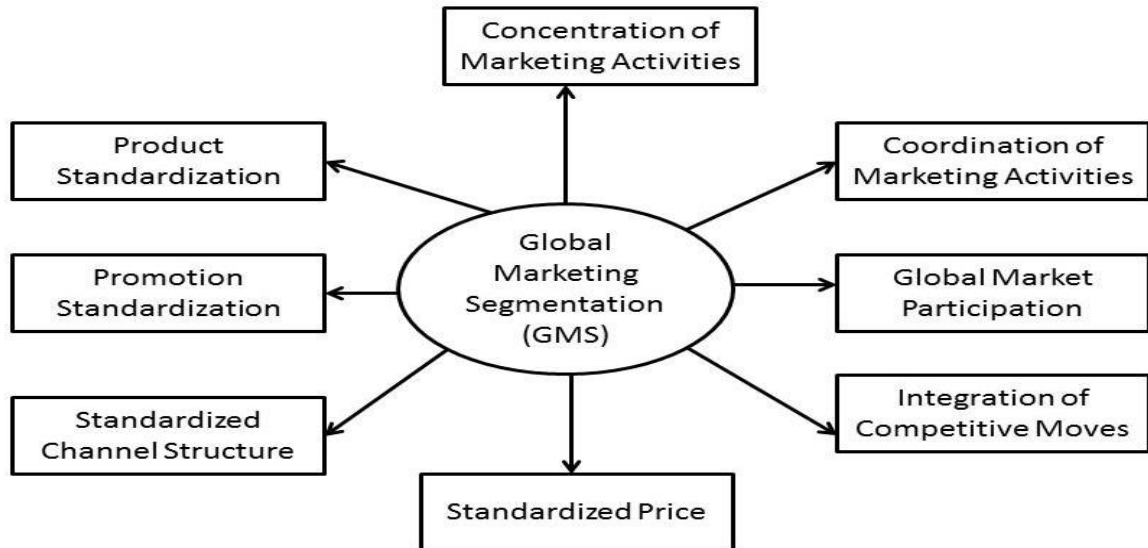 Concentration of
Marketing Activities
Product
Standardization
Coordination of
Marketing Activities
Global
Marketing
Segmentation
(GMS)
Promotion
Standardization
Global Market
Participation
Standardized
Channel Structure
Integration of
Competitive Moves
Standardized Price